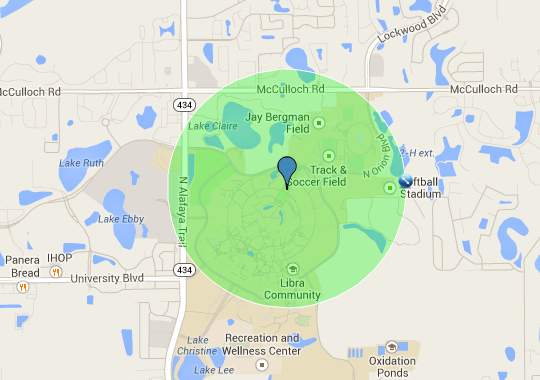 Lockwood Blvd
McCulloch Rd
McCulloch Rd
434
Jay Bergman
Field
Lake Claire
-H ext.
N Orion Blvd
Lake Ruth
Track &
Soccer Field
ftball
Stadium
N Alafaya Trail
Lake Ebby
IHOP
Panera
Bread
University Blvd
434
Libra
Community
Lake
Christine
Recreation and
Wellness Center
Lake Lee
Oxidation
Ponds